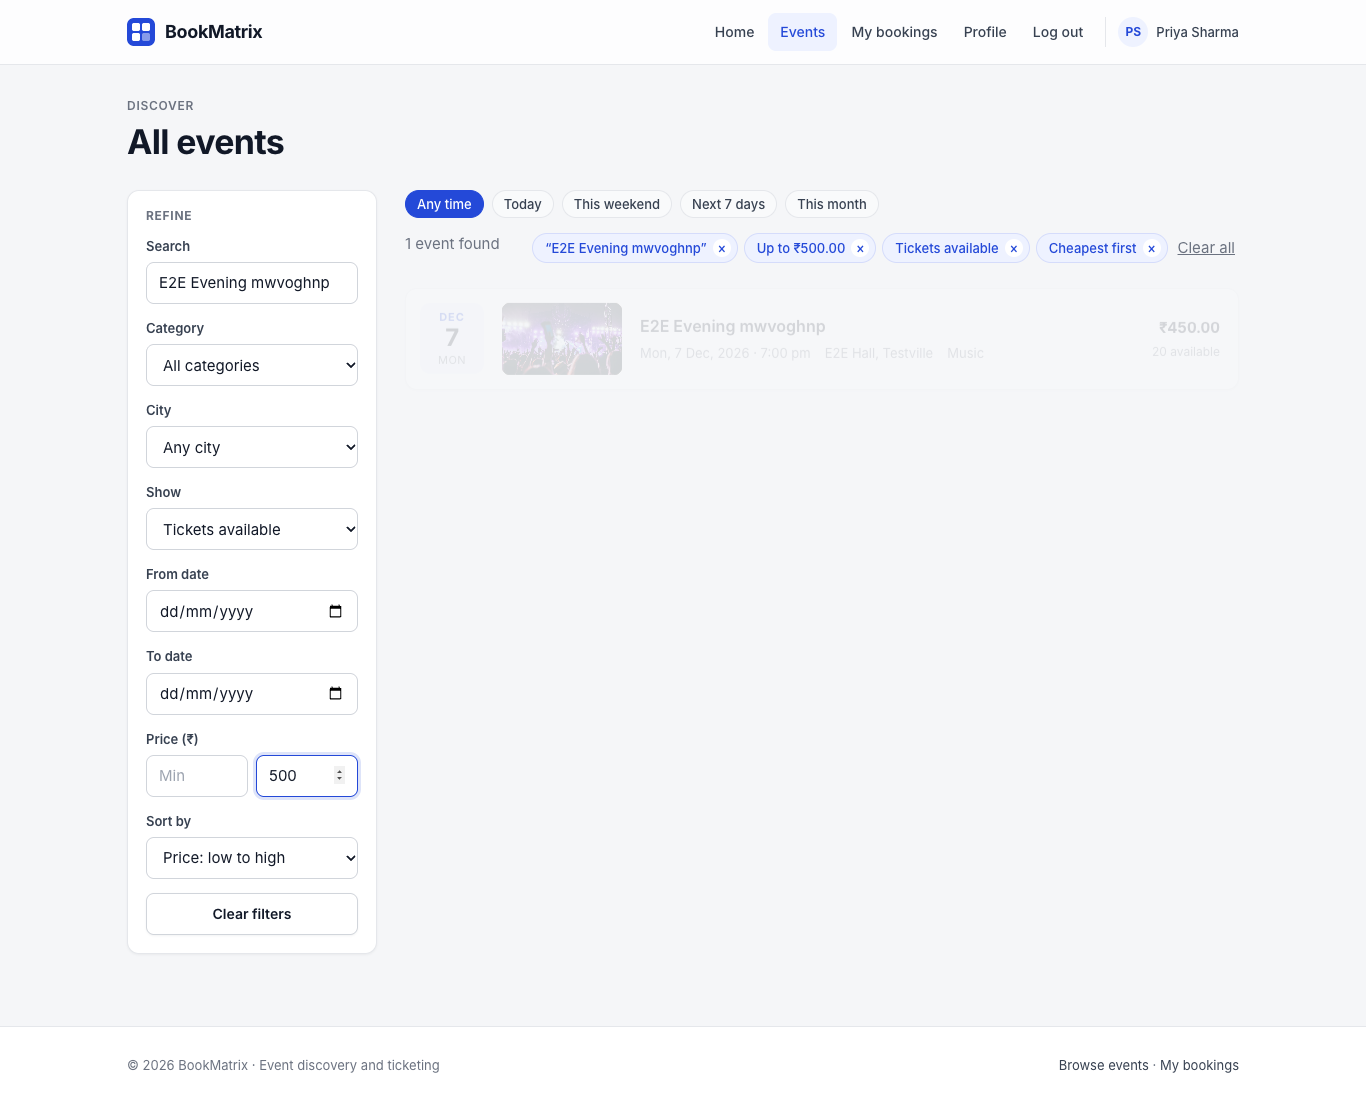 BookMatrix
Home
Events
My bookings
Profile
Log out
PS
Priya Sharma
DISCOVER
All events
REFINE
Search
E2E Evening mwvoghnp
Category
All categories
City
Any city
Show
Tickets available
From date
dd/mm/yyyy
To date
dd/mm/yyyy
Price (₹)
Min
500
Sort by
Price: low to high
Clear filters
Any time
Today
This weekend
Next 7 days
This month
1 event found
“E2E Evening mwvoghnp” ×
Up to ₹500.00 ×
Tickets available ×
Cheapest first ×
Clear all
DEC
7
MON
E2E Evening mwvoghnp
Mon, 7 Dec, 2026 · 7:00 pm
E2E Hall, Testville
Music
₹450.00
20 available
© 2026 BookMatrix · Event discovery and ticketing
Browse events · My bookings